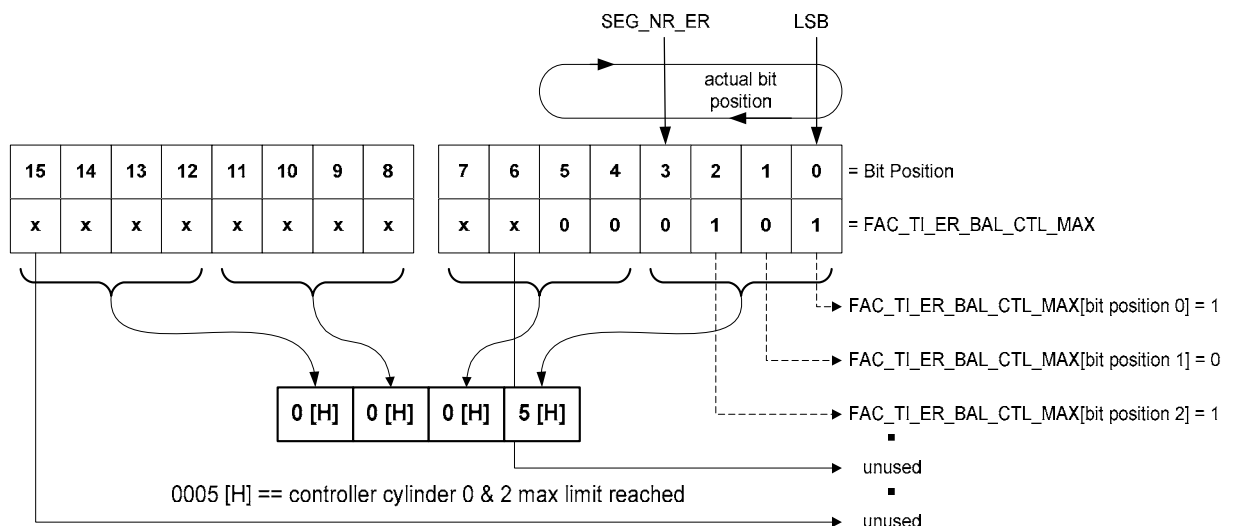 SEG_NR_ER LSB
actual bit
position
15 14 13 12 11 10 9 8 7 6 5 4 3 2 1 0 = Bit Position
x x x x x x x x x x 0 0 0 1 0 1 = FAC_TI_ER_BAL_CTL_MAX
FAC_TI_ER_BAL_CTL_MAX[bit position 0] = 1
FAC_TI_ER_BAL_CTL_MAX[bit position 1] = 0
0 [H] 0 [H] 0 [H] 5 [H]
FAC_TI_ER_BAL_CTL_MAX[bit position 2] = 1
unused
0005 [H] == controller cylinder 0 & 2 max limit reached
unused